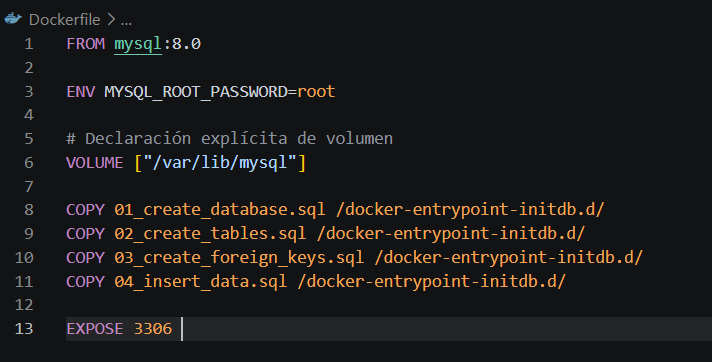 Dockerfile > ...
1 FROM mysql:8.0
2
3 ENV MYSQL_ROOT_PASSWORD=root
4
5 # Declaración explícita de volumen
6 VOLUME ["/var/lib/mysql"]
7
8 COPY 01_create_database.sql /docker-entrypoint-initdb.d/
9 COPY 02_create_tables.sql /docker-entrypoint-initdb.d/
10 COPY 03_create_foreign_keys.sql /docker-entrypoint-initdb.d/
11 COPY 04_insert_data.sql /docker-entrypoint-initdb.d/
12
13 EXPOSE 3306